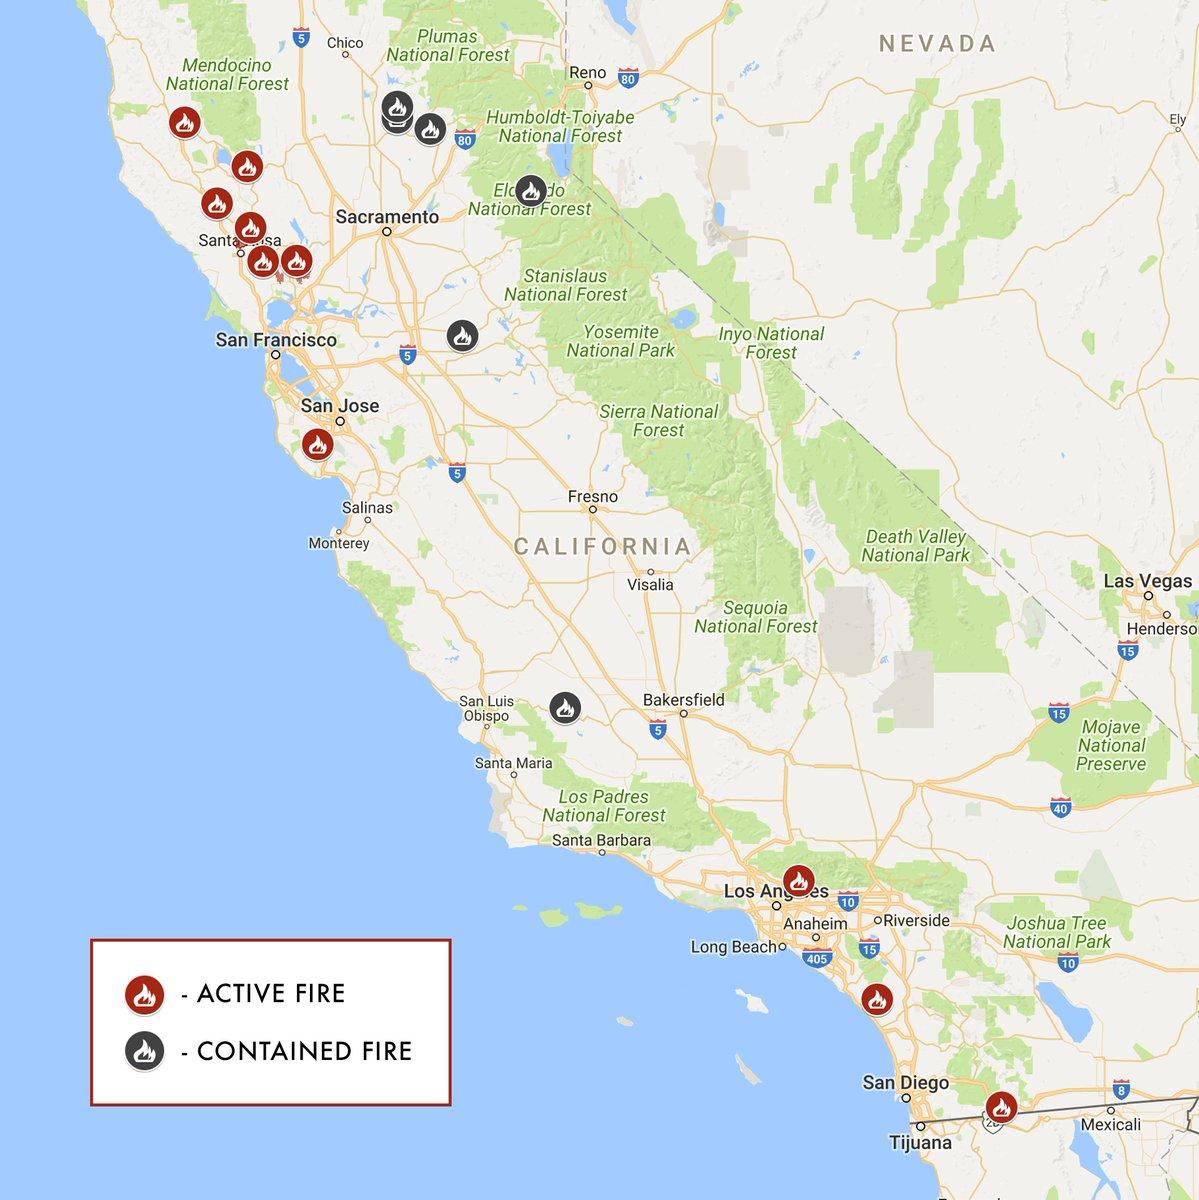 NEVADA
5
Chico
Plumas
National Forest
Reno
80
Mendocino
National Forest
Humboldt-Toiyabe
National Forest
80
Ely
National Forest
Sacramento
Stanislaus
National Forest
Yosemite
National Park
Inyo National
Forest
San Francisco
5
San Jose
Sierra National
Forest
5
Fresno
Salinas
Monterey
CALIFORNIA
Death Valley
National Park
Visalia
Las Vegas
Henderso
15
Sequoia
National Forest
San Luis
Obispo
Bakersfield
5
15
Mojave
National
Preserve
Santa Maria
Los Padres
National Forest
40
Santa Barbara
Los Ang
es
10
Anaheim
Riverside
Long Beach
405
15
Joshua Tree
National Park
10
- ACTIVE FIRE
- CONTAINED FIRE
San Diego
8
Mexicali
Tijuana